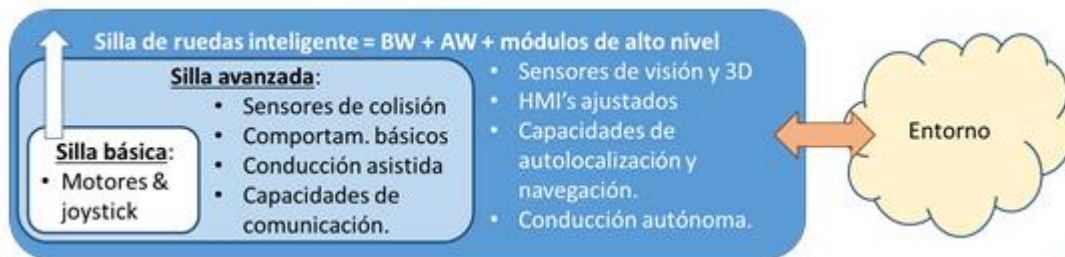 Silla de ruedas inteligente = BW + AW + módulos de alto nivel
Silla avanzada:
• Sensores de colisión
• Comportam. básicos
• Conducción asistida
• Capacidades de
comunicación.
Silla básica:
• Motores &
joystick
• Sensores de visión y 3D
• HMI's ajustados
• Capacidades de
autolocalización y
navegación.
• Conducción autónoma.
Entorno